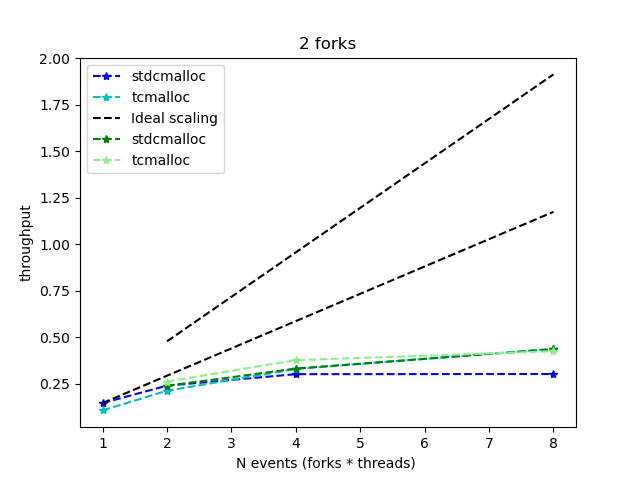 2 forks
2.00
1.75
1.50
1.25
1.00
0.75
0.50
0.25
throughput
stdcmalloc
tcmalloc
Ideal scaling
stdcmalloc
tcmalloc
1 2 3 4 5 6 7 8
N events (forks * threads)